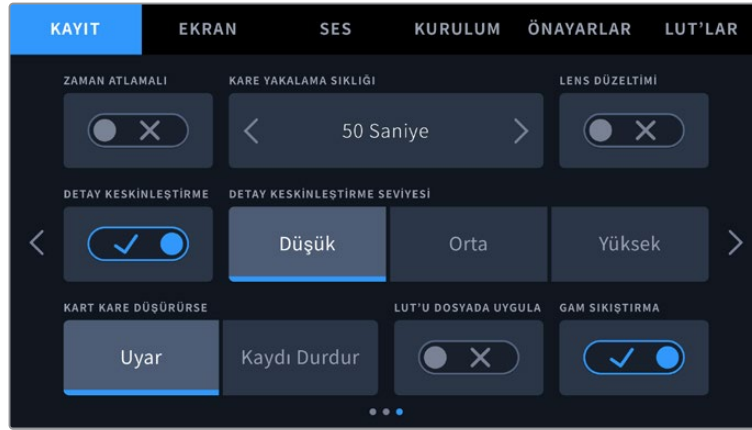 KAYIT EKRAN SES KURULUM ÖNAYARLAR LUT'LAR
ZAMAN ATLAMALI KARE YAKALAMA SIKLIĞI LENS DÜZELTİMİ
50 Saniye
DETAY KESKİNLEŞTİRME DETAY KESKİNLEŞTİRME SEVİYESİ
Düşük Orta Yüksek
KART KARE DÜŞÜRÜRSE LUT'U DOSYADA UYGULA GAM SIKIŞTIRMA
Uyar Kaydı Durdur